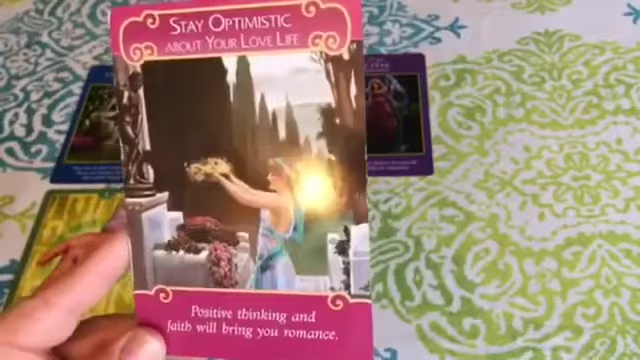 Stay Optimistic
about Your Love Life
Positive thinking and
faith will bring you romance.